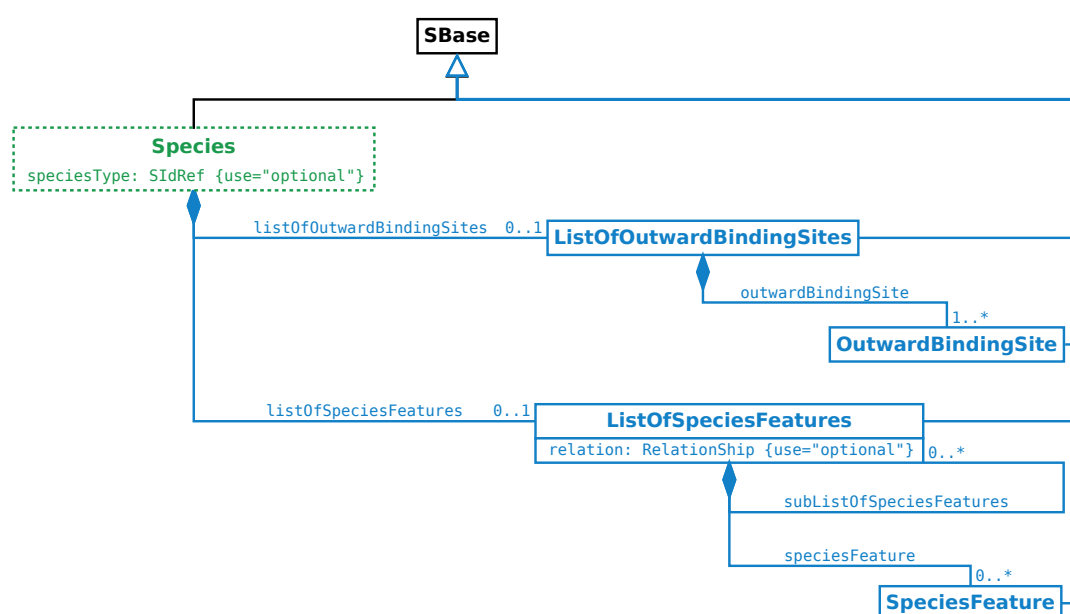 SBase
Species
speciesType: SIdRef {use="optional"}
listOfOutwardBindingSites 0..1
ListOfOutwardBindingSites
outwardBindingSite
1..*
OutwardBindingSite
listOfSpeciesFeatures 0..1
ListOfSpeciesFeatures
relation: RelationShip {use="optional"}
0..*
subListOfSpeciesFeatures
speciesFeature
0..*
SpeciesFeature